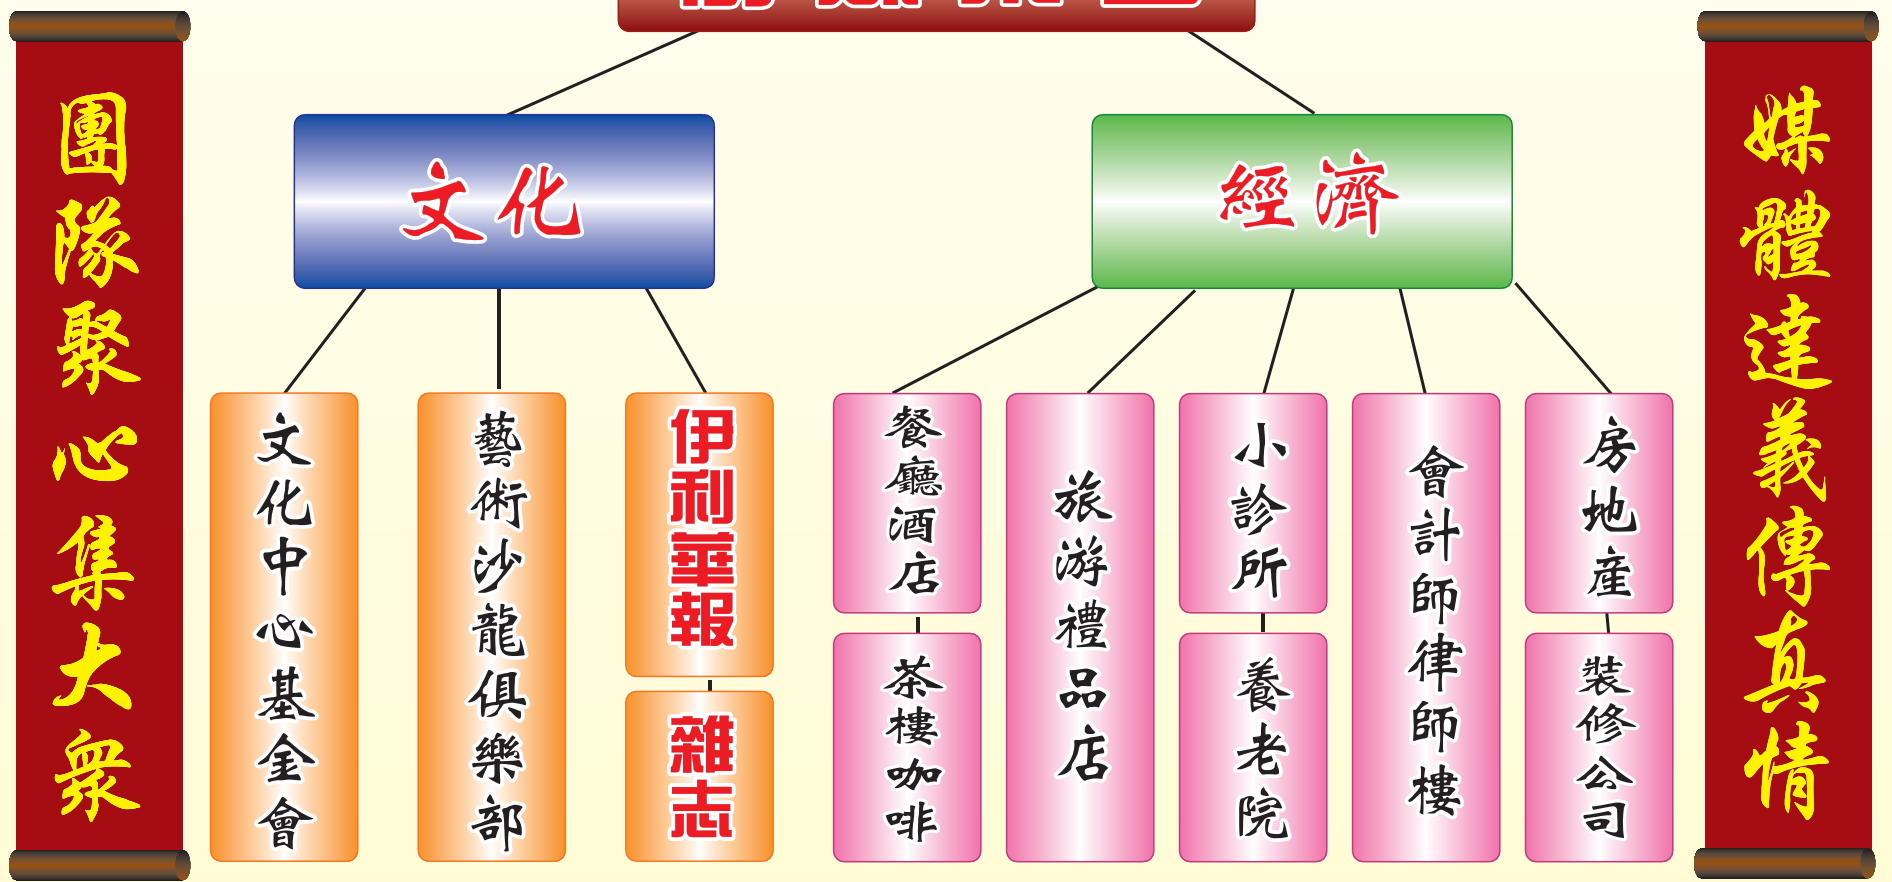 團隊聚心集大衆
媒體達義傳真情
文化
經濟
文化中心基金會
藝術沙龍俱樂部
伊利華報
雜志
餐廳酒店
茶樓咖啡
旅游禮品店
小診所
養老院
會計師律師樓
房地産
裝修公司